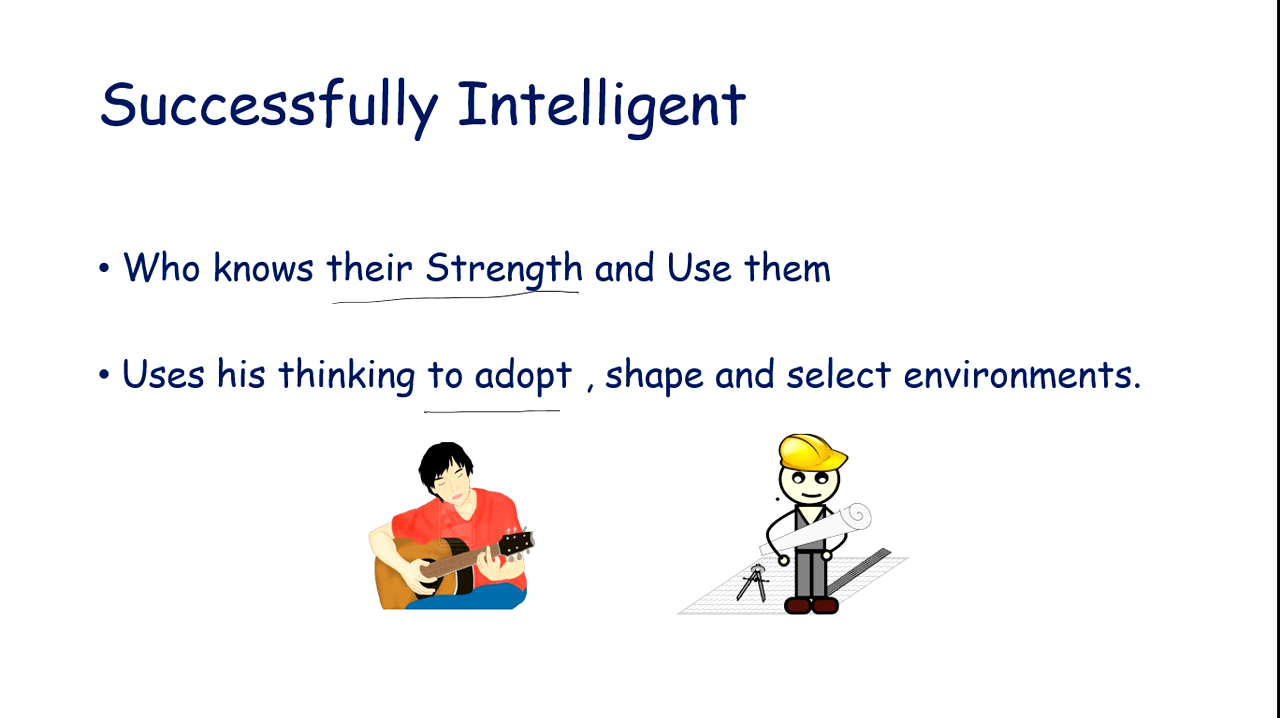 Successfully Intelligent
• Who knows their Strength and Use them
• Uses his thinking to adopt , shape and select environments.